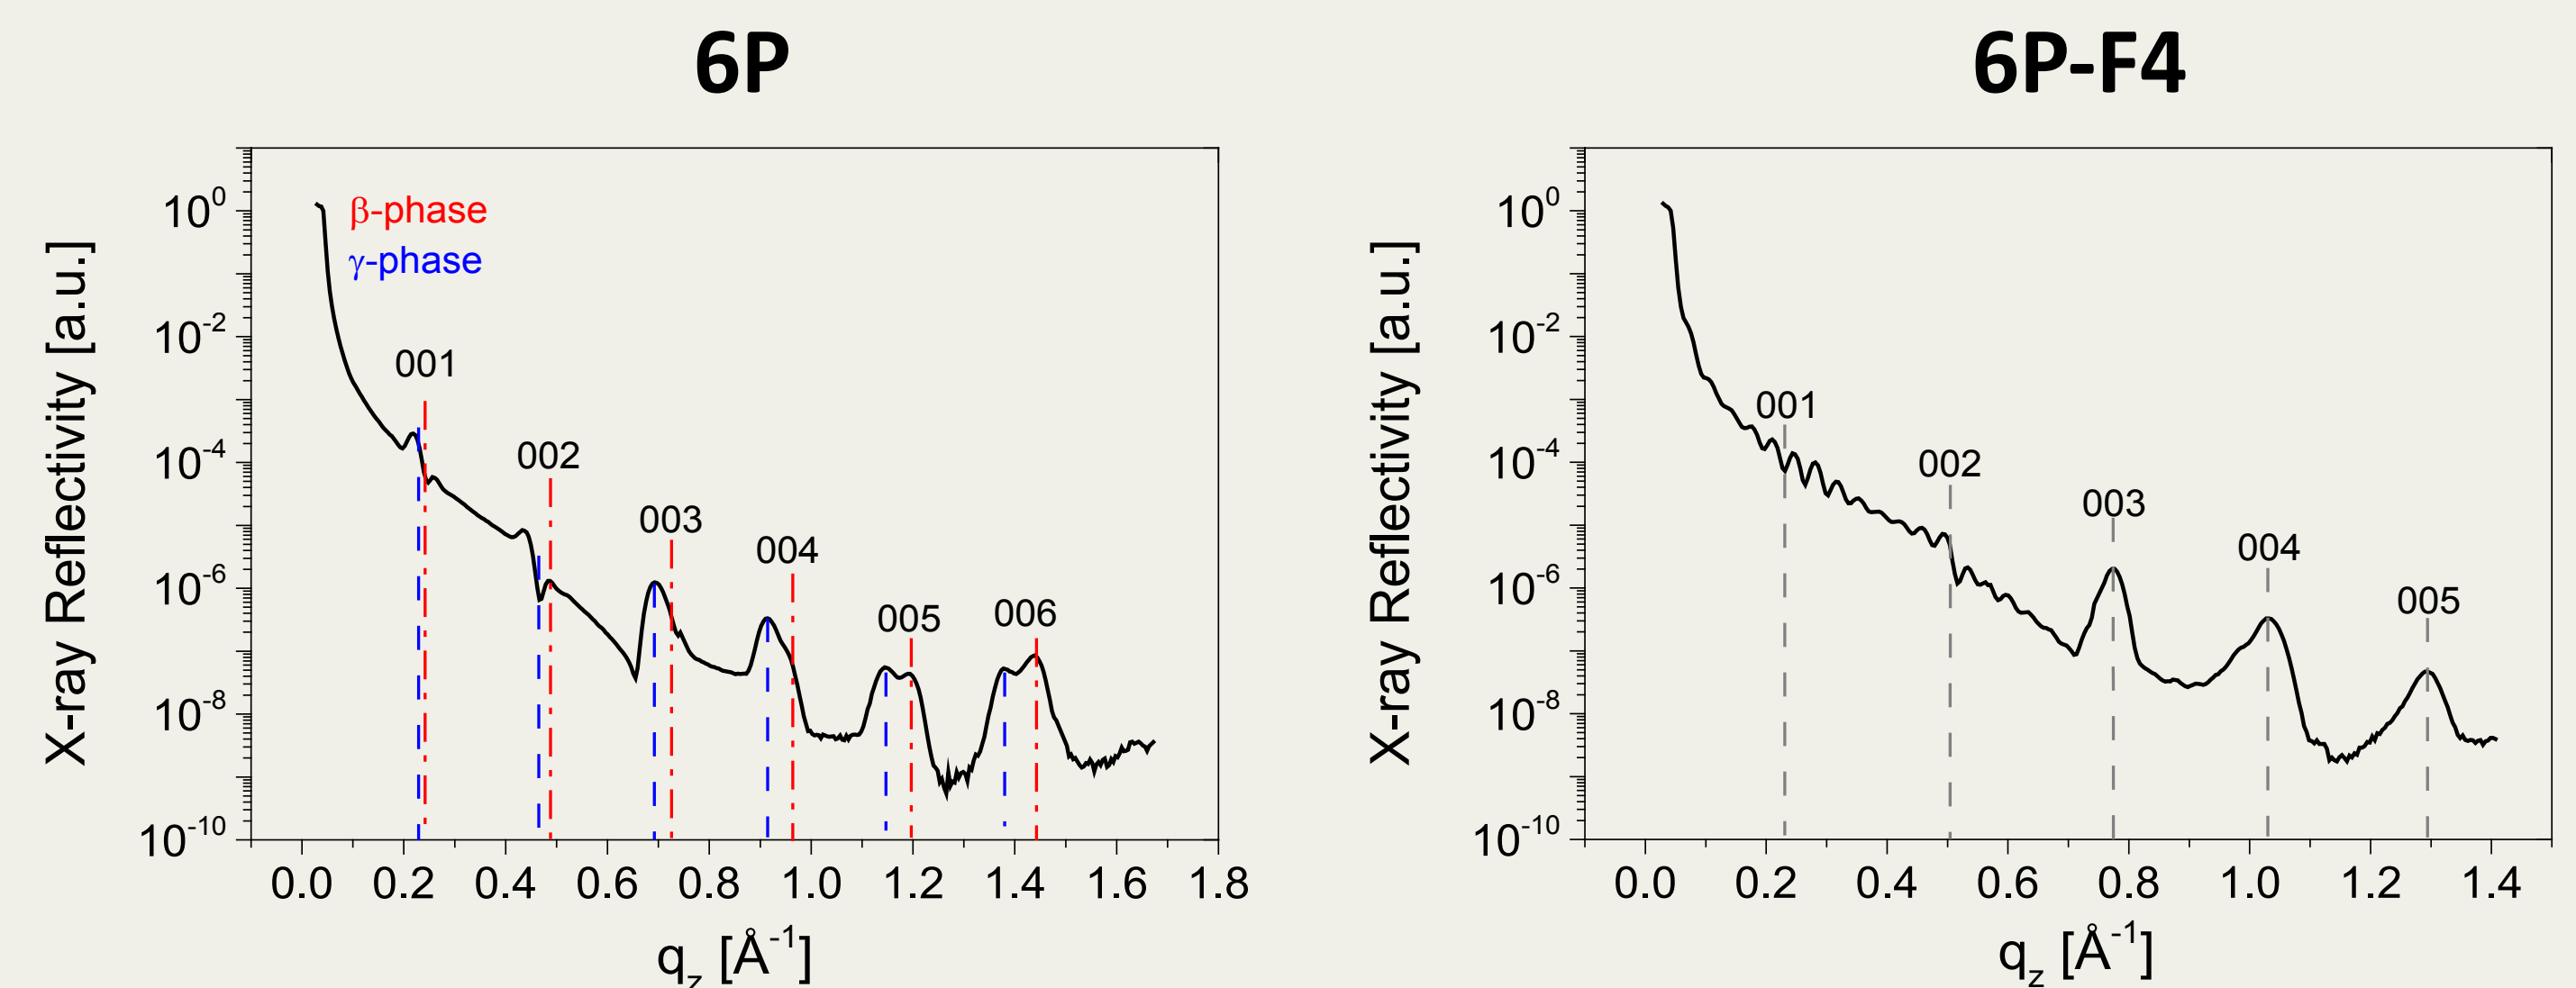 6P
6P-F4
X-ray Reflectivity [a.u.]
10^0
10^-2
10^-4
10^-6
10^-8
10^-10
β-phase
γ-phase
001
002
003
004
005
006
0.0 0.2 0.4 0.6 0.8 1.0 1.2 1.4 1.6 1.8
q_z [Å^-1]
X-ray Reflectivity [a.u.]
10^0
10^-2
10^-4
10^-6
10^-8
10^-10
001
002
003
004
005
0.0 0.2 0.4 0.6 0.8 1.0 1.2 1.4
q_z [Å^-1]